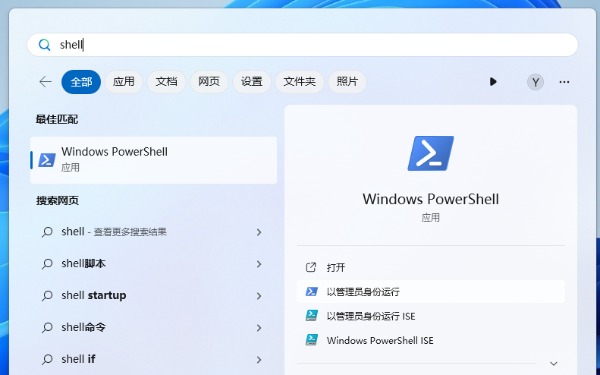 shell
全部 应用 文档 网页 设置 文件夹 照片 Y ...
最佳匹配
Windows PowerShell
应用
搜索网页
shell - 查看更多搜索结果
shell脚本
shell startup
shell命令
shell if
Windows PowerShell
应用
打开
以管理员身份运行
以管理员身份运行 ISE
Windows PowerShell ISE